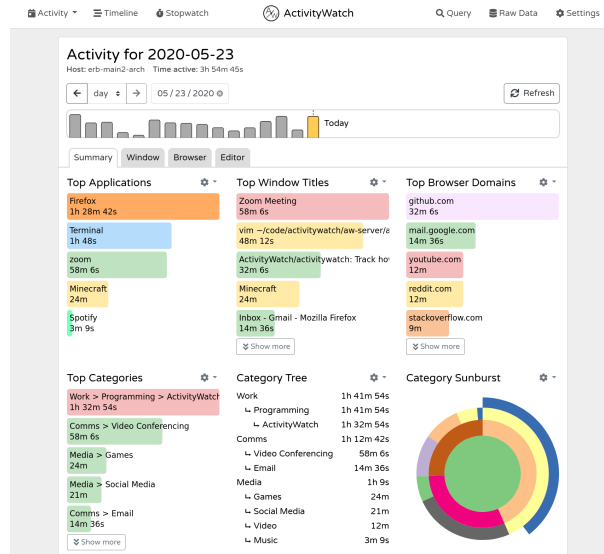 Activity Timeline Stopwatch ActivityWatch Query Raw Data Settings
Activity for 2020-05-23
Host: erb-main2-arch Time active: 3h 54m 45s
day 05 / 23 / 2020 Refresh
Today
Summary Window Browser Editor
Top Applications
Firefox
1h 28m 42s
Terminal
1h 48s
zoom
58m 6s
Minecraft
24m
Spotify
3m 9s
Top Window Titles
Zoom Meeting
58m 6s
vim ~/code/activitywatch/aw-server/a
48m 12s
ActivityWatch/activitywatch: Track ho
32m 6s
Minecraft
24m
Inbox - Gmail - Mozilla Firefox
14m 36s
Show more
Top Browser Domains
github.com
32m 6s
mail.google.com
14m 36s
youtube.com
12m
reddit.com
12m
stackoverflow.com
9m
Show more
Top Categories
Work > Programming > ActivityWatch
1h 32m 54s
Comms > Video Conferencing
58m 6s
Media > Games
24m
Media > Social Media
21m
Comms > Email
14m 36s
Show more
Category Tree
Work 1h 41m 54s
Programming 1h 41m 54s
ActivityWatch 1h 32m 54s
Comms 1h 12m 42s
Video Conferencing 58m 6s
Email 14m 36s
Media 1h 9s
Games 24m
Social Media 21m
Video 12m
Music 3m 9s
Category Sunburst